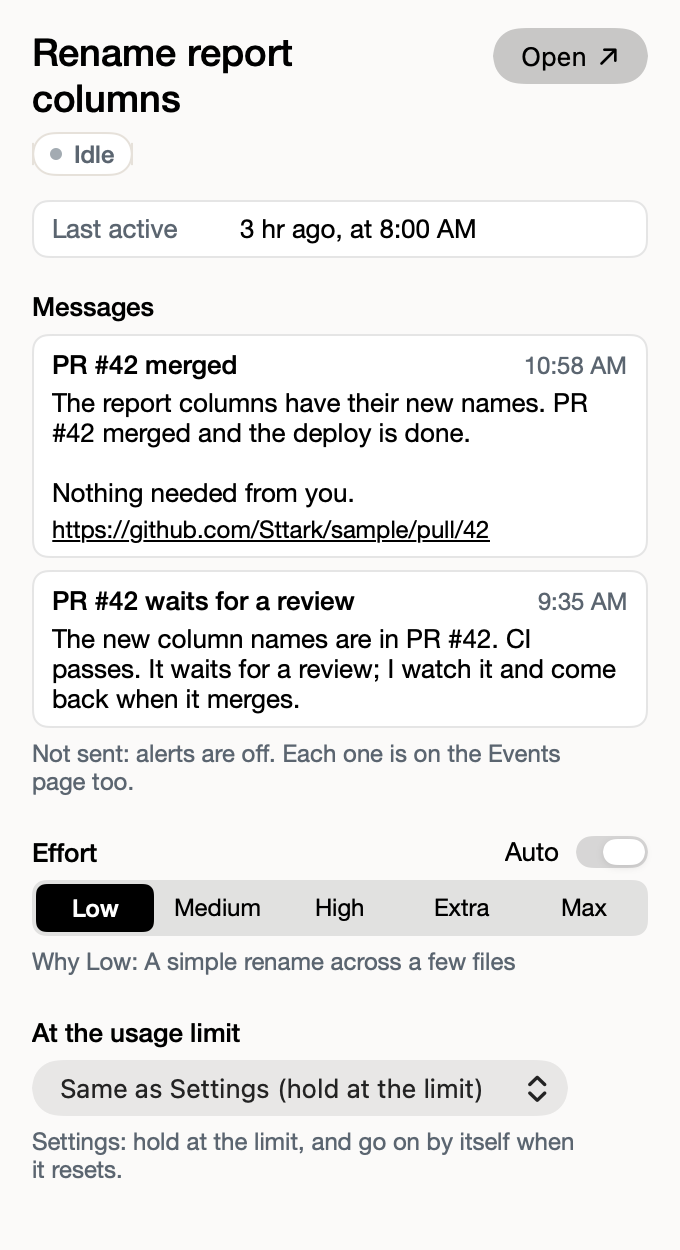 Rename report
columns
Open
Idle
Last active 3 hr ago, at 8:00 AM
Messages
PR #42 merged 10:58 AM
The report columns have their new names. PR
#42 merged and the deploy is done.
Nothing needed from you.
https://github.com/Sttark/sample/pull/42
PR #42 waits for a review 9:35 AM
The new column names are in PR #42. CI
passes. It waits for a review; I watch it and come
back when it merges.
Not sent: alerts are off. Each one is on the Events
page too.
Effort Auto
Low Medium High Extra Max
Why Low: A simple rename across a few files
At the usage limit
Same as Settings (hold at the limit)
Settings: hold at the limit, and go on by itself when
it resets.